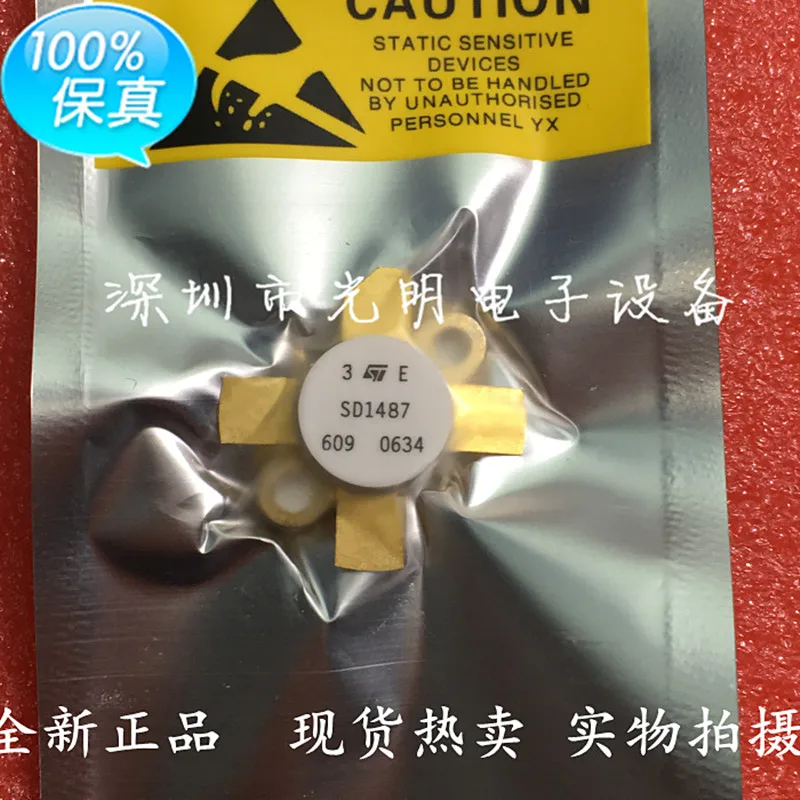 CAUTION
100%
保真
STATIC SENSITIVE
DEVICES
NOT TO BE HANDLED
BY UNAUTHORISED
PERSONNEL YX
深圳市光明电子设备
3 ST E
SD1487
609 0634
全新正品 现货热卖 实物拍摄